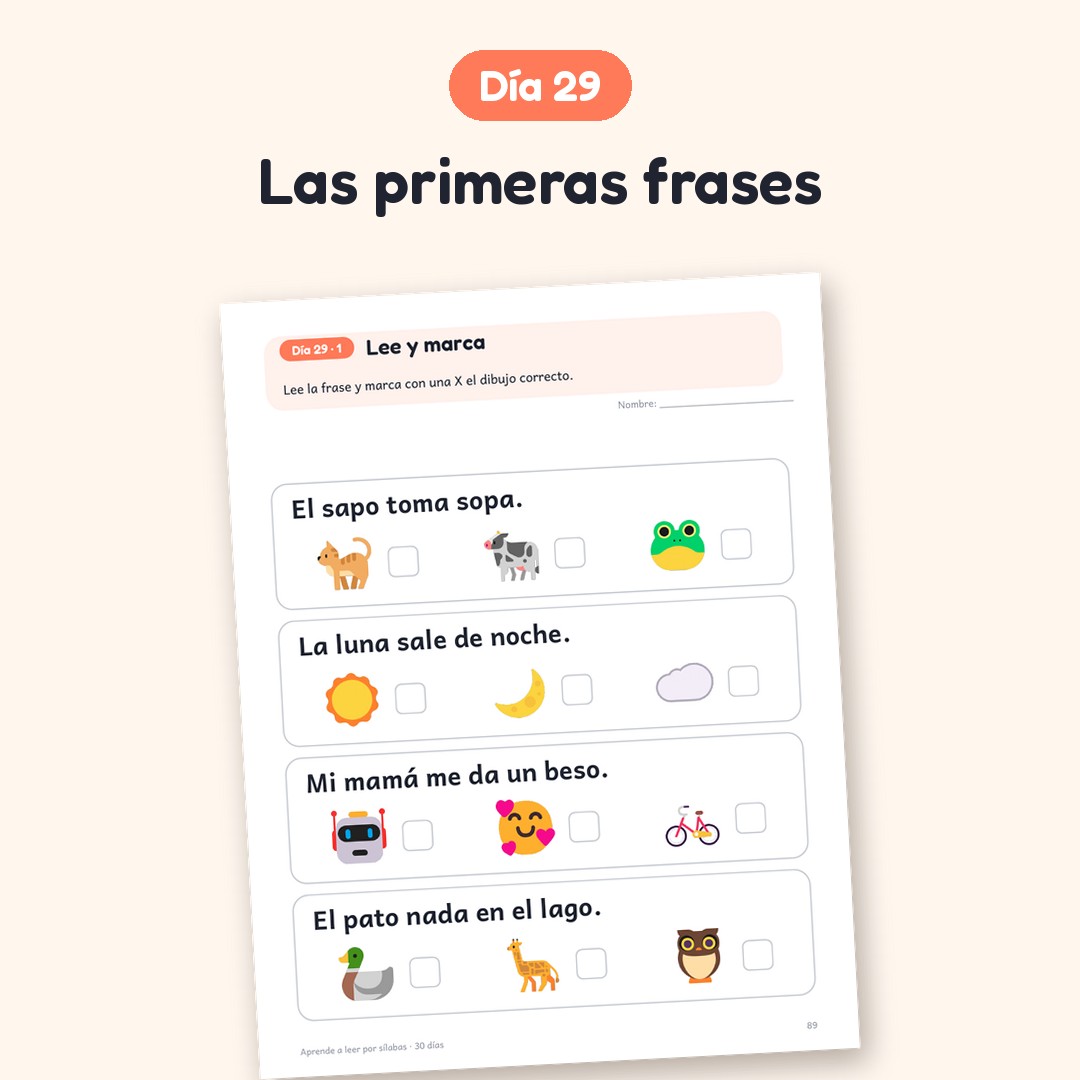 Día 29
Las primeras frases
Día 29 · 1 Lee y marca
Lee la frase y marca con una X el dibujo correcto.
Nombre:
El sapo toma sopa.
La luna sale de noche.
Mi mamá me da un beso.
El pato nada en el lago.
89
Aprende a leer por sílabas · 30 días